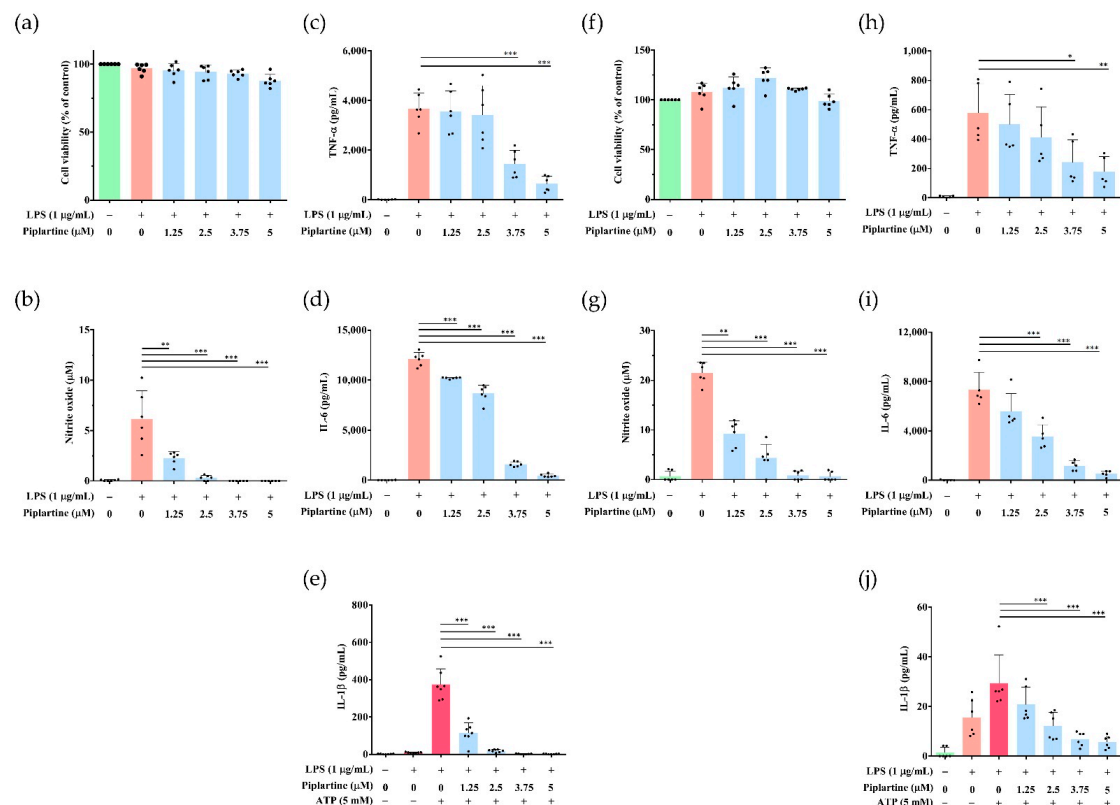 (a)
Cell viability (% of control)
100
50
0
LPS (1 µg/mL) – + + + + +
Piplartine (µM) 0 0 1.25 2.5 3.75 5
(c)
TNF-α (pg/mL)
6,000
4,000
2,000
0
***
***
LPS (1 µg/mL) – + + + + +
Piplartine (µM) 0 0 1.25 2.5 3.75 5
(f)
Cell viability (% of control)
150
100
50
0
LPS (1 µg/mL) – + + + + +
Piplartine (µM) 0 0 1.25 2.5 3.75 5
(h)
TNF-α (pg/mL)
1,000
800
600
400
200
0
*
**
LPS (1 µg/mL) – + + + + +
Piplartine (µM) 0 0 1.25 2.5 3.75 5
(b)
Nitrite oxide (µM)
15
10
5
0
**
***
***
***
LPS (1 µg/mL) – + + + + +
Piplartine (µM) 0 0 1.25 2.5 3.75 5
(d)
IL-6 (pg/mL)
15,000
10,000
5,000
0
***
***
***
***
LPS (1 µg/mL) – + + + + +
Piplartine (µM) 0 0 1.25 2.5 3.75 5
(g)
Nitrite oxide (µM)
30
20
10
0
**
***
***
***
LPS (1 µg/mL) – + + + + +
Piplartine (µM) 0 0 1.25 2.5 3.75 5
(i)
IL-6 (pg/mL)
12,000
8,000
4,000
0
***
***
***
LPS (1 µg/mL) – + + + + +
Piplartine (µM) 0 0 1.25 2.5 3.75 5
(e)
IL-1β (pg/mL)
800
600
400
200
0
***
***
***
***
LPS (1 µg/mL) – + + + + + +
Piplartine (µM) 0 0 0 1.25 2.5 3.75 5
ATP (5 mM) – – + + + + +
(j)
IL-1β (pg/mL)
60
40
20
0
***
***
***
LPS (1 µg/mL) – + + + + + +
Piplartine (µM) 0 0 0 1.25 2.5 3.75 5
ATP (5 mM) – – + + + + +